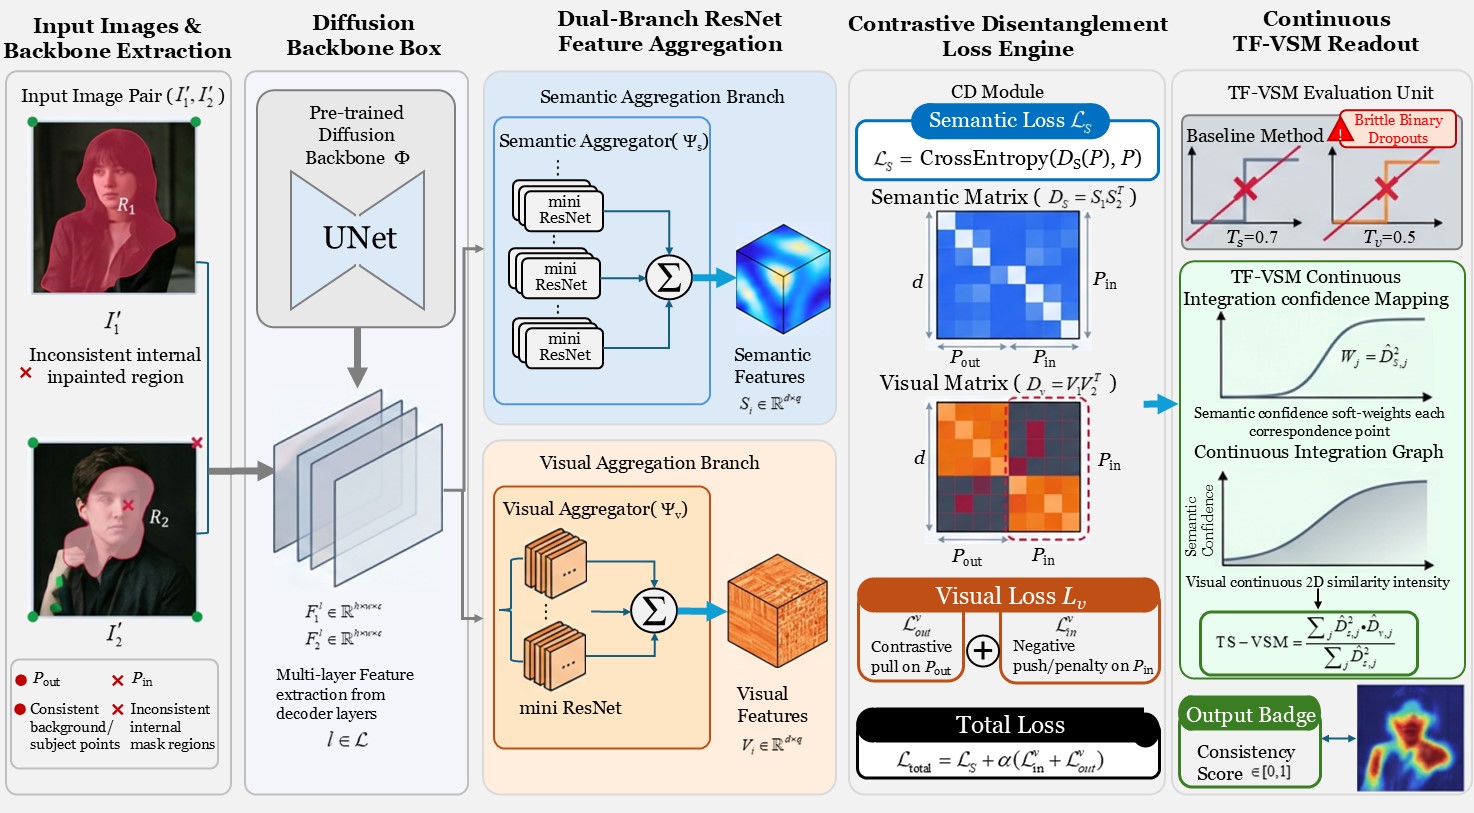 Input Images &
Backbone Extraction
Input Image Pair ( I′₁, I′₂ )
R₁
I′₁
Inconsistent internal
× inpainted region
R₂
I′₂
P_out × P_in
Consistent background/ subject points
× Inconsistent internal mask regions
Diffusion
Backbone Box
Pre-trained
Diffusion
Backbone Φ
UNet
F₁ˡ ∈ ℝ^{h×w×c}
F₂ˡ ∈ ℝ^{h×w×c}
Multi-layer Feature
extraction from
decoder layers
l ∈ ℒ
Dual-Branch ResNet
Feature Aggregation
Semantic Aggregation Branch
Semantic Aggregator( Ψ_s)
mini
ResNet
mini
ResNet
mini
ResNet
Σ
Semantic
Features
S_i ∈ ℝ^{d×q}
Visual Aggregation Branch
Visual Aggregator( Ψ_v)
...
...
Σ
mini ResNet
Visual
Features
V_i ∈ ℝ^{d×q}
Contrastive Disentanglement
Loss Engine
CD Module
Semantic Loss ℒ_S
ℒ_S = CrossEntropy(D_S(P), P)
Semantic Matrix ( D_S = S₁S₂ᵀ )
d
P_in
P_out P_in
Visual Matrix ( D_v = V₁V₂ᵀ )
d
P_in
P_out P_in
Visual Loss L_v
ℒ^v_out
Contrastive
pull on P_out
+
ℒ^v_in
Negative
push/penalty on P_in
Total Loss
ℒ_total = ℒ_S + α(ℒ^v_in + ℒ^v_out)
Continuous
TF-VSM Readout
TF-VSM Evaluation Unit
Baseline Method
! Brittle Binary
Dropouts
T_s=0.7
T_v=0.5
TF-VSM Continuous
Integration confidence Mapping
W_j = D̂²_{s,j}
Semantic confidence soft-weights each
correspondence point
Continuous Integration Graph
Semantic
Confidence
Visual continuous 2D similarity intensity
TS−VSM = ∑_j D̂²_{s,j}•D̂_{v,j} / ∑_j D̂²_{s,j}
Output Badge
Consistency
Score ∈[0,1]